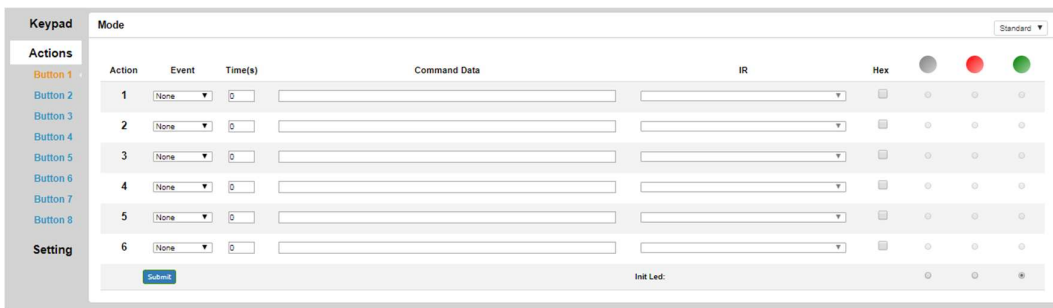 Keypad
Mode
Standard
Actions
Button 1
Action Event Time(s) Command Data IR Hex
Button 2
1 None 0
Button 3
2 None 0
Button 4
Button 5
3 None 0
Button 6
4 None 0
Button 7
Button 8
5 None 0
Setting
6 None 0
Submit Init Led: